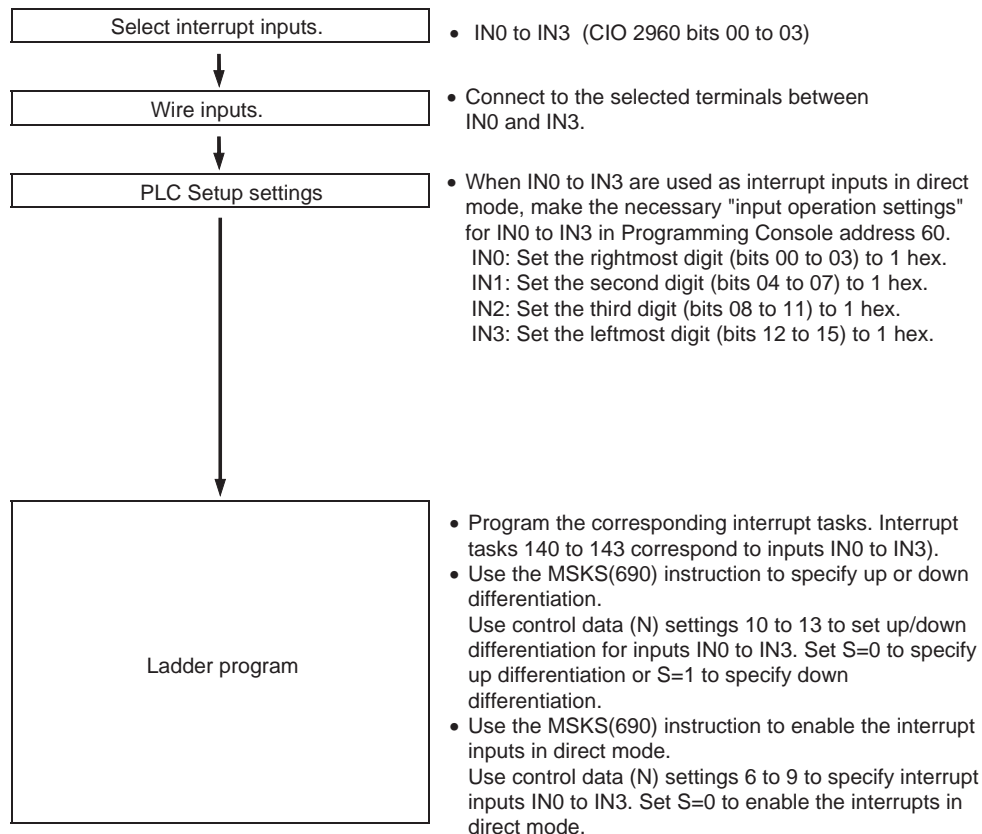 Select interrupt inputs.
• IN0 to IN3 (CIO 2960 bits 00 to 03)
Wire inputs.
• Connect to the selected terminals between
IN0 and IN3.
PLC Setup settings
• When IN0 to IN3 are used as interrupt inputs in direct
mode, make the necessary "input operation settings"
for IN0 to IN3 in Programming Console address 60.
IN0: Set the rightmost digit (bits 00 to 03) to 1 hex.
IN1: Set the second digit (bits 04 to 07) to 1 hex.
IN2: Set the third digit (bits 08 to 11) to 1 hex.
IN3: Set the leftmost digit (bits 12 to 15) to 1 hex.
Ladder program
• Program the corresponding interrupt tasks. Interrupt
tasks 140 to 143 correspond to inputs IN0 to IN3).
• Use the MSKS(690) instruction to specify up or down
differentiation.
Use control data (N) settings 10 to 13 to set up/down
differentiation for inputs IN0 to IN3. Set S=0 to specify
up differentiation or S=1 to specify down
differentiation.
• Use the MSKS(690) instruction to enable the interrupt
inputs in direct mode.
Use control data (N) settings 6 to 9 to specify interrupt
inputs IN0 to IN3. Set S=0 to enable the interrupts in
direct mode.